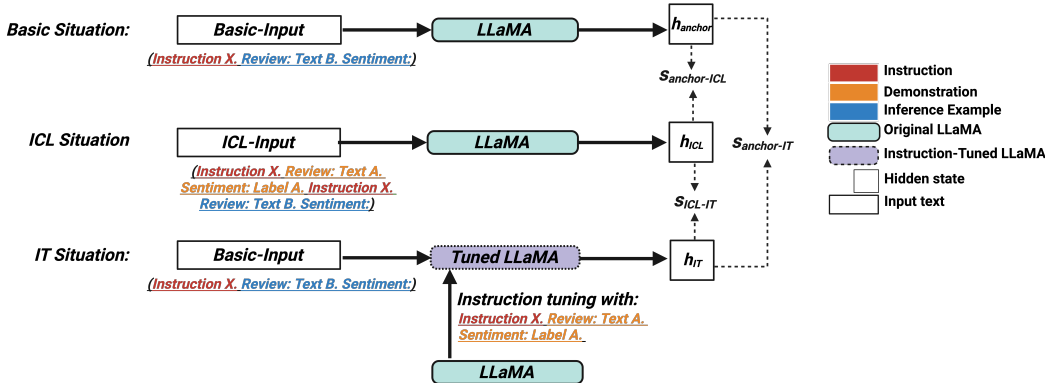 Basic Situation:
Basic-Input
LLaMA
h_anchor
(Instruction X. Review: Text B. Sentiment:)
s_anchor-ICL
ICL Situation
ICL-Input
LLaMA
h_ICL
(Instruction X. Review: Text A.
Sentiment: Label A. Instruction X.
Review: Text B. Sentiment:)
s_anchor-IT
s_ICL-IT
IT Situation:
Basic-Input
Tuned LLaMA
h_IT
(Instruction X. Review: Text B. Sentiment:)
Instruction tuning with:
Instruction X. Review: Text A.
Sentiment: Label A.
LLaMA
Instruction
Demonstration
Inference Example
Original LLaMA
Instruction-Tuned LLaMA
Hidden state
Input text